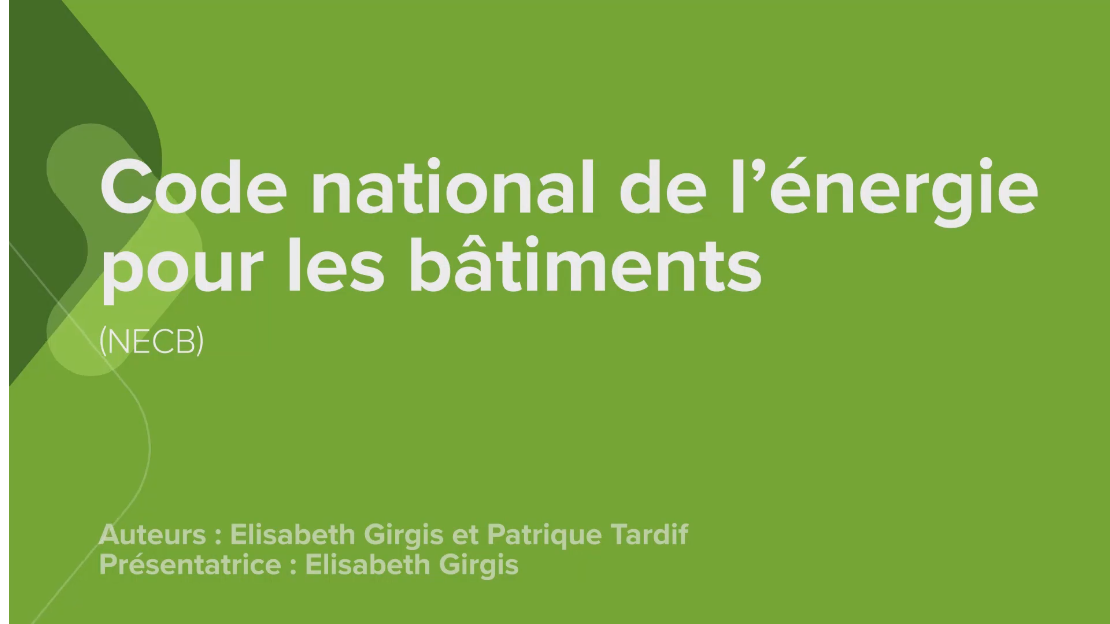 Code national de l’énergie
pour les bâtiments
(NECB)
Auteurs : Elisabeth Girgis et Patrique Tardif
Présentatrice : Elisabeth Girgis